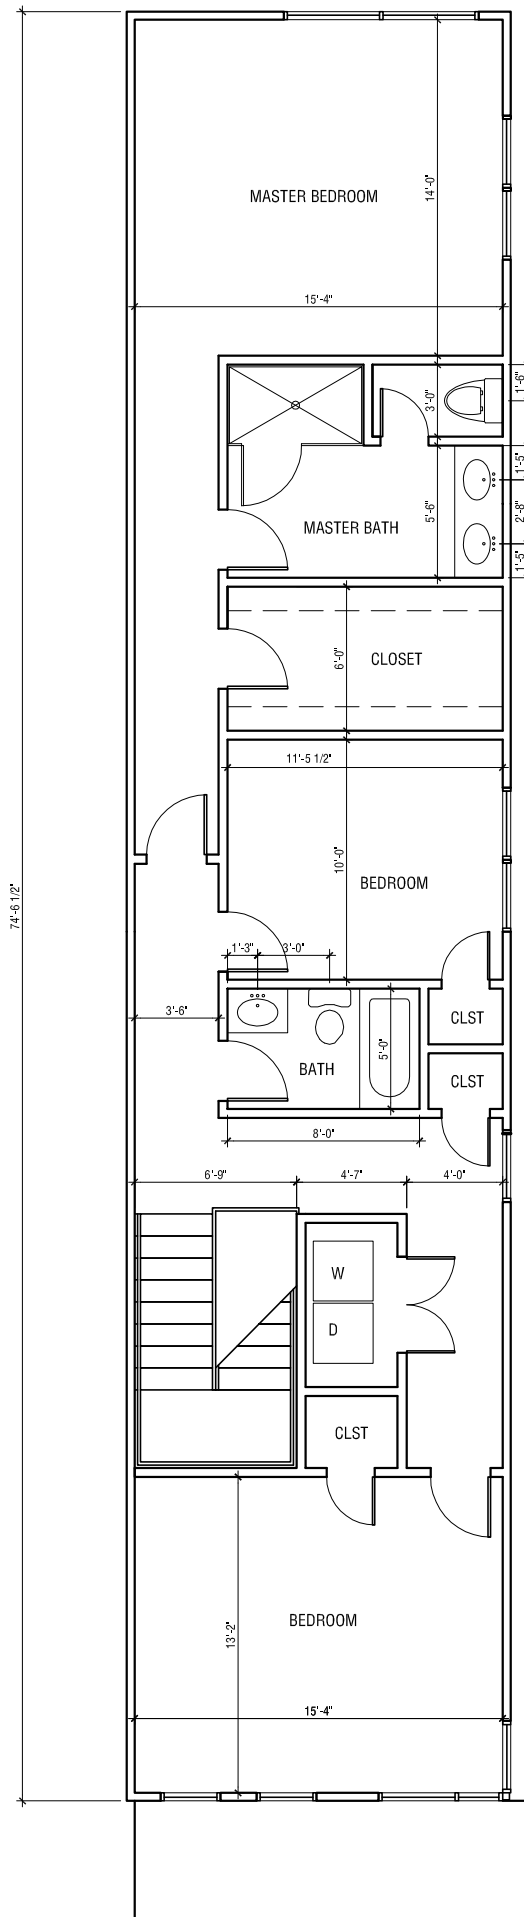 MASTER BEDROOM
14'-0"
15'-4"
1'-6"
3'-0"
1'-5"
5'-6"
MASTER BATH
2'-8"
1'-5"
6'-0"
CLOSET
11'-5 1/2"
10'-0"
BEDROOM
74'-6 1/2"
1'-3"
3'-0"
3'-6"
CLST
5'-0"
BATH
CLST
8'-0"
6'-9"
4'-7"
4'-0"
W
D
CLST
BEDROOM
13'-2"
15'-4"